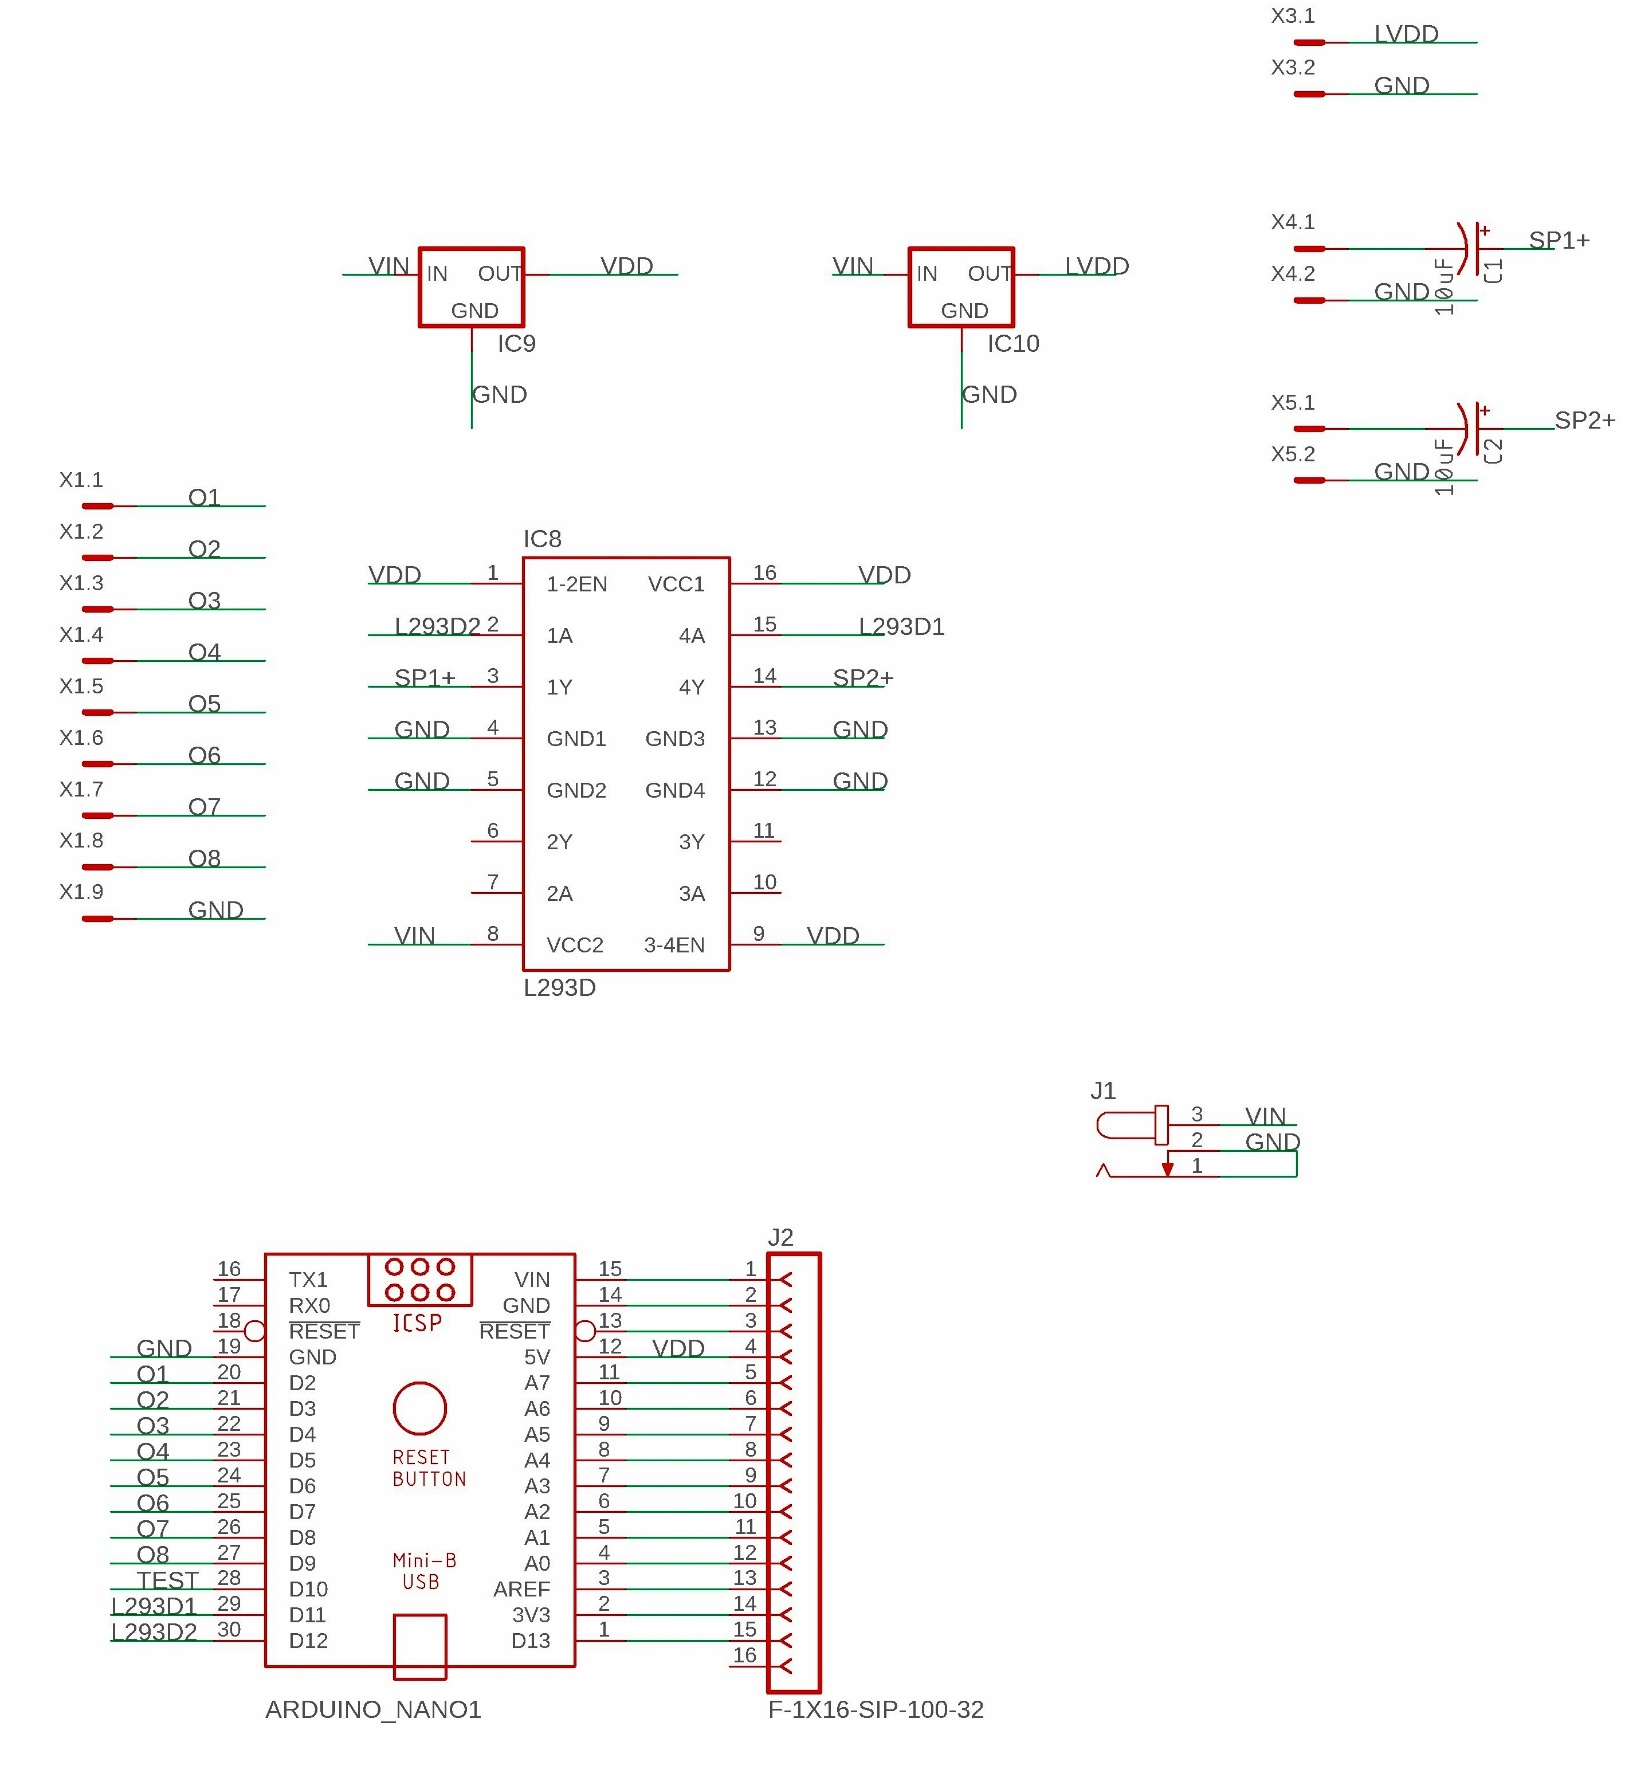 X3.1
LVDD
X3.2
GND
X4.1
SP1+
X4.2
GND
10uF
C1
+
VIN
IN
OUT
VDD
GND
IC9
GND
VIN
IN
OUT
LVDD
GND
IC10
GND
X5.1
SP2+
X5.2
GND
10uF
C2
+
X1.1
O1
X1.2
O2
X1.3
O3
X1.4
O4
X1.5
O5
X1.6
O6
X1.7
O7
X1.8
O8
X1.9
GND
IC8
VDD 1 1-2EN VCC1 16 VDD
L293D2 2 1A 4A 15 L293D1
SP1+ 3 1Y 4Y 14 SP2+
GND 4 GND1 GND3 13 GND
GND 5 GND2 GND4 12 GND
6 2Y 3Y 11
7 2A 3A 10
VIN 8 VCC2 3-4EN 9 VDD
L293D
J1
3 VIN
2 GND
1
J2
16 TX1 VIN 15 1
17 RX0 GND 14 2
18 RESET RESET 13 3
GND 19 GND 5V 12 VDD 4
O1 20 D2 A7 11 5
O2 21 D3 A6 10 6
O3 22 D4 A5 9 7
O4 23 D5 A4 8 8
O5 24 D6 A3 7 9
O6 25 D7 A2 6 10
O7 26 D8 A1 5 11
O8 27 D9 A0 4 12
TEST 28 D10 AREF 3 13
L293D1 29 D11 3V3 2 14
L293D2 30 D12 D13 1 15
16
ICSP
RESET
BUTTON
Mini-B
USB
ARDUINO_NANO1
F-1X16-SIP-100-32